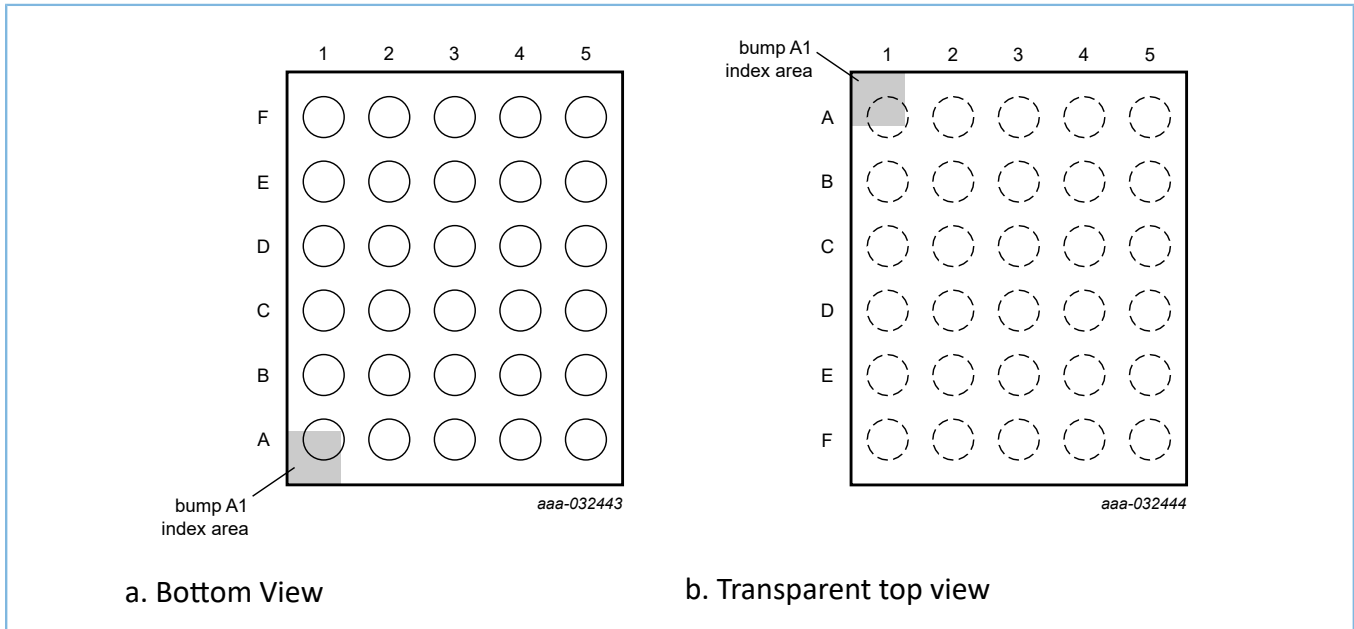 1 2 3 4 5
F
E
D
C
B
A
bump A1
index area
aaa-032443
a. Bottom View
bump A1
index area
1 2 3 4 5
A
B
C
D
E
F
aaa-032444
b. Transparent top view